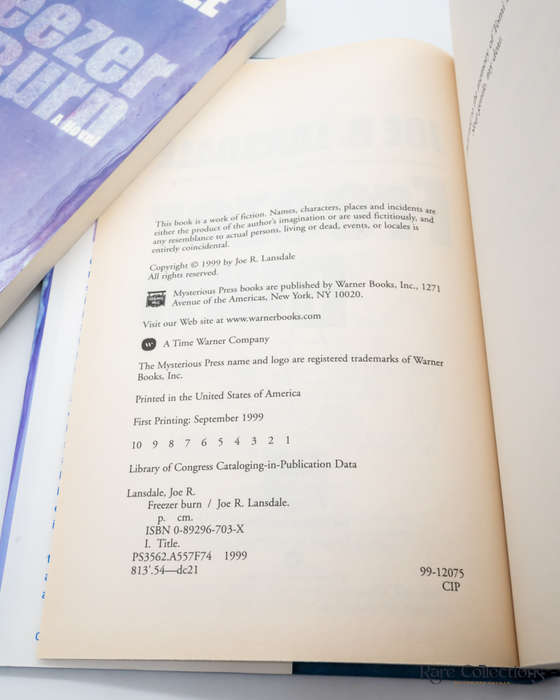 eezer
urn
A Novel
This book is a work of fiction. Names, characters, places and incidents are
either the product of the author's imagination or are used fictitiously, and
any resemblance to actual persons, living or dead, events, or locales is
entirely coincidental.
Copyright © 1999 by Joe R. Lansdale
All rights reserved.
Mysterious Press books are published by Warner Books, Inc., 1271
Avenue of the Americas, New York, NY 10020.
Visit our Web site at www.warnerbooks.com
W
A Time Warner Company
The Mysterious Press name and logo are registered trademarks of Warner
Books, Inc.
Printed in the United States of America
First Printing: September 1999
10 9 8 7 6 5 4 3 2 1
Library of Congress Cataloging-in-Publication Data
Lansdale, Joe R.
Freezer burn / Joe R. Lansdale.
p. cm.
ISBN 0-89296-703-X
I. Title.
PS3562.A557F74 1999
813'.54—dc21
99-12075
CIP
Rare Collections